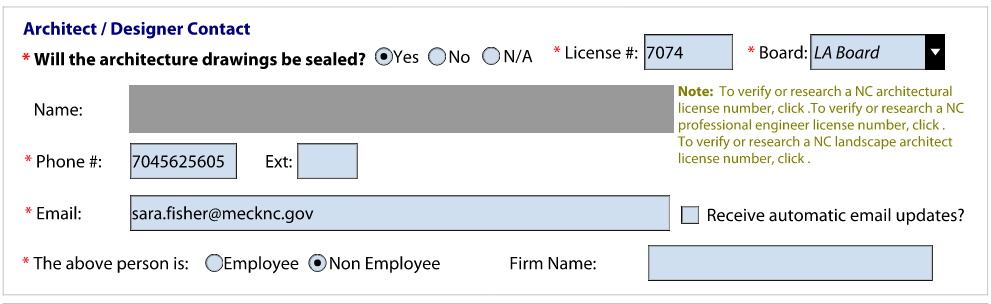 Architect / Designer Contact
* Will the architecture drawings be sealed? Yes No N/A * License #: 7074 * Board: LA Board
Name:
Note: To verify or research a NC architectural
license number, click .To verify or research a NC
professional engineer license number, click .
To verify or research a NC landscape architect
license number, click .
* Phone #: 7045625605 Ext:
* Email: sara.fisher@mecknc.gov Receive automatic email updates?
* The above person is: Employee Non Employee Firm Name: